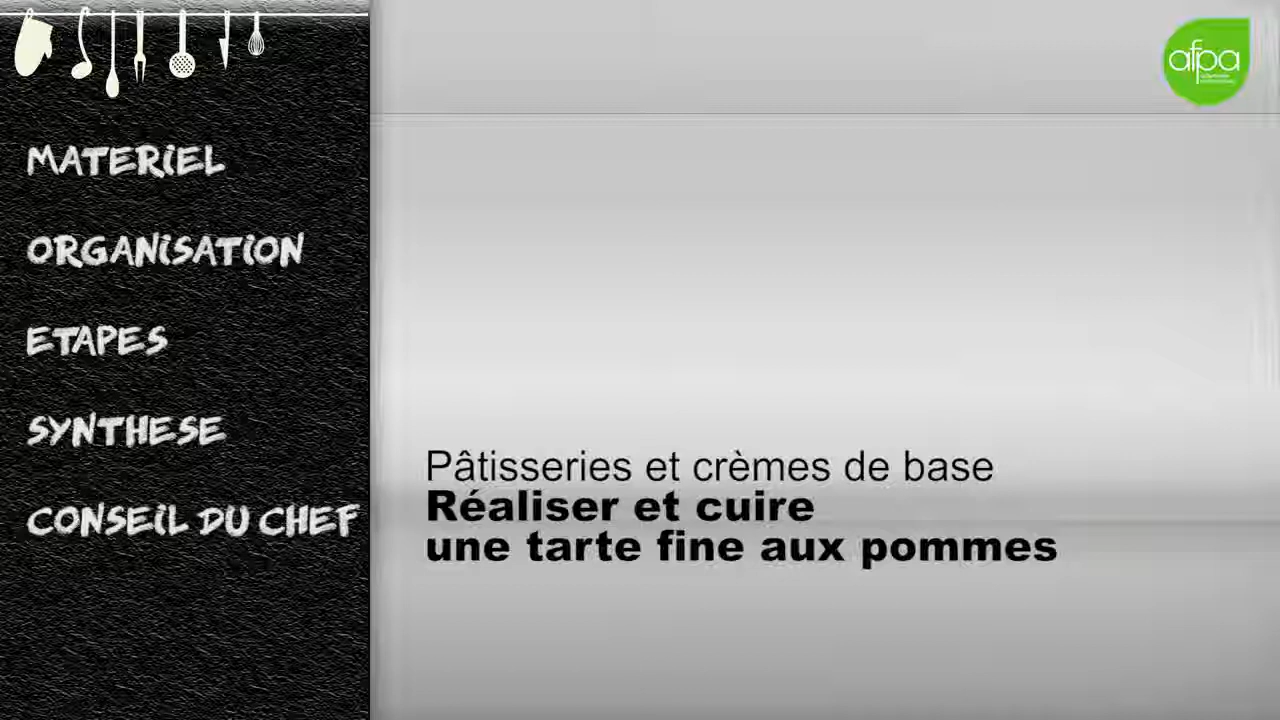 MATERIEL
ORGANISATION
ETAPES
SYNTHESE
CONSEIL DU CHEF
afpa
Pâtisseries et crèmes de base
Réaliser et cuire
une tarte fine aux pommes